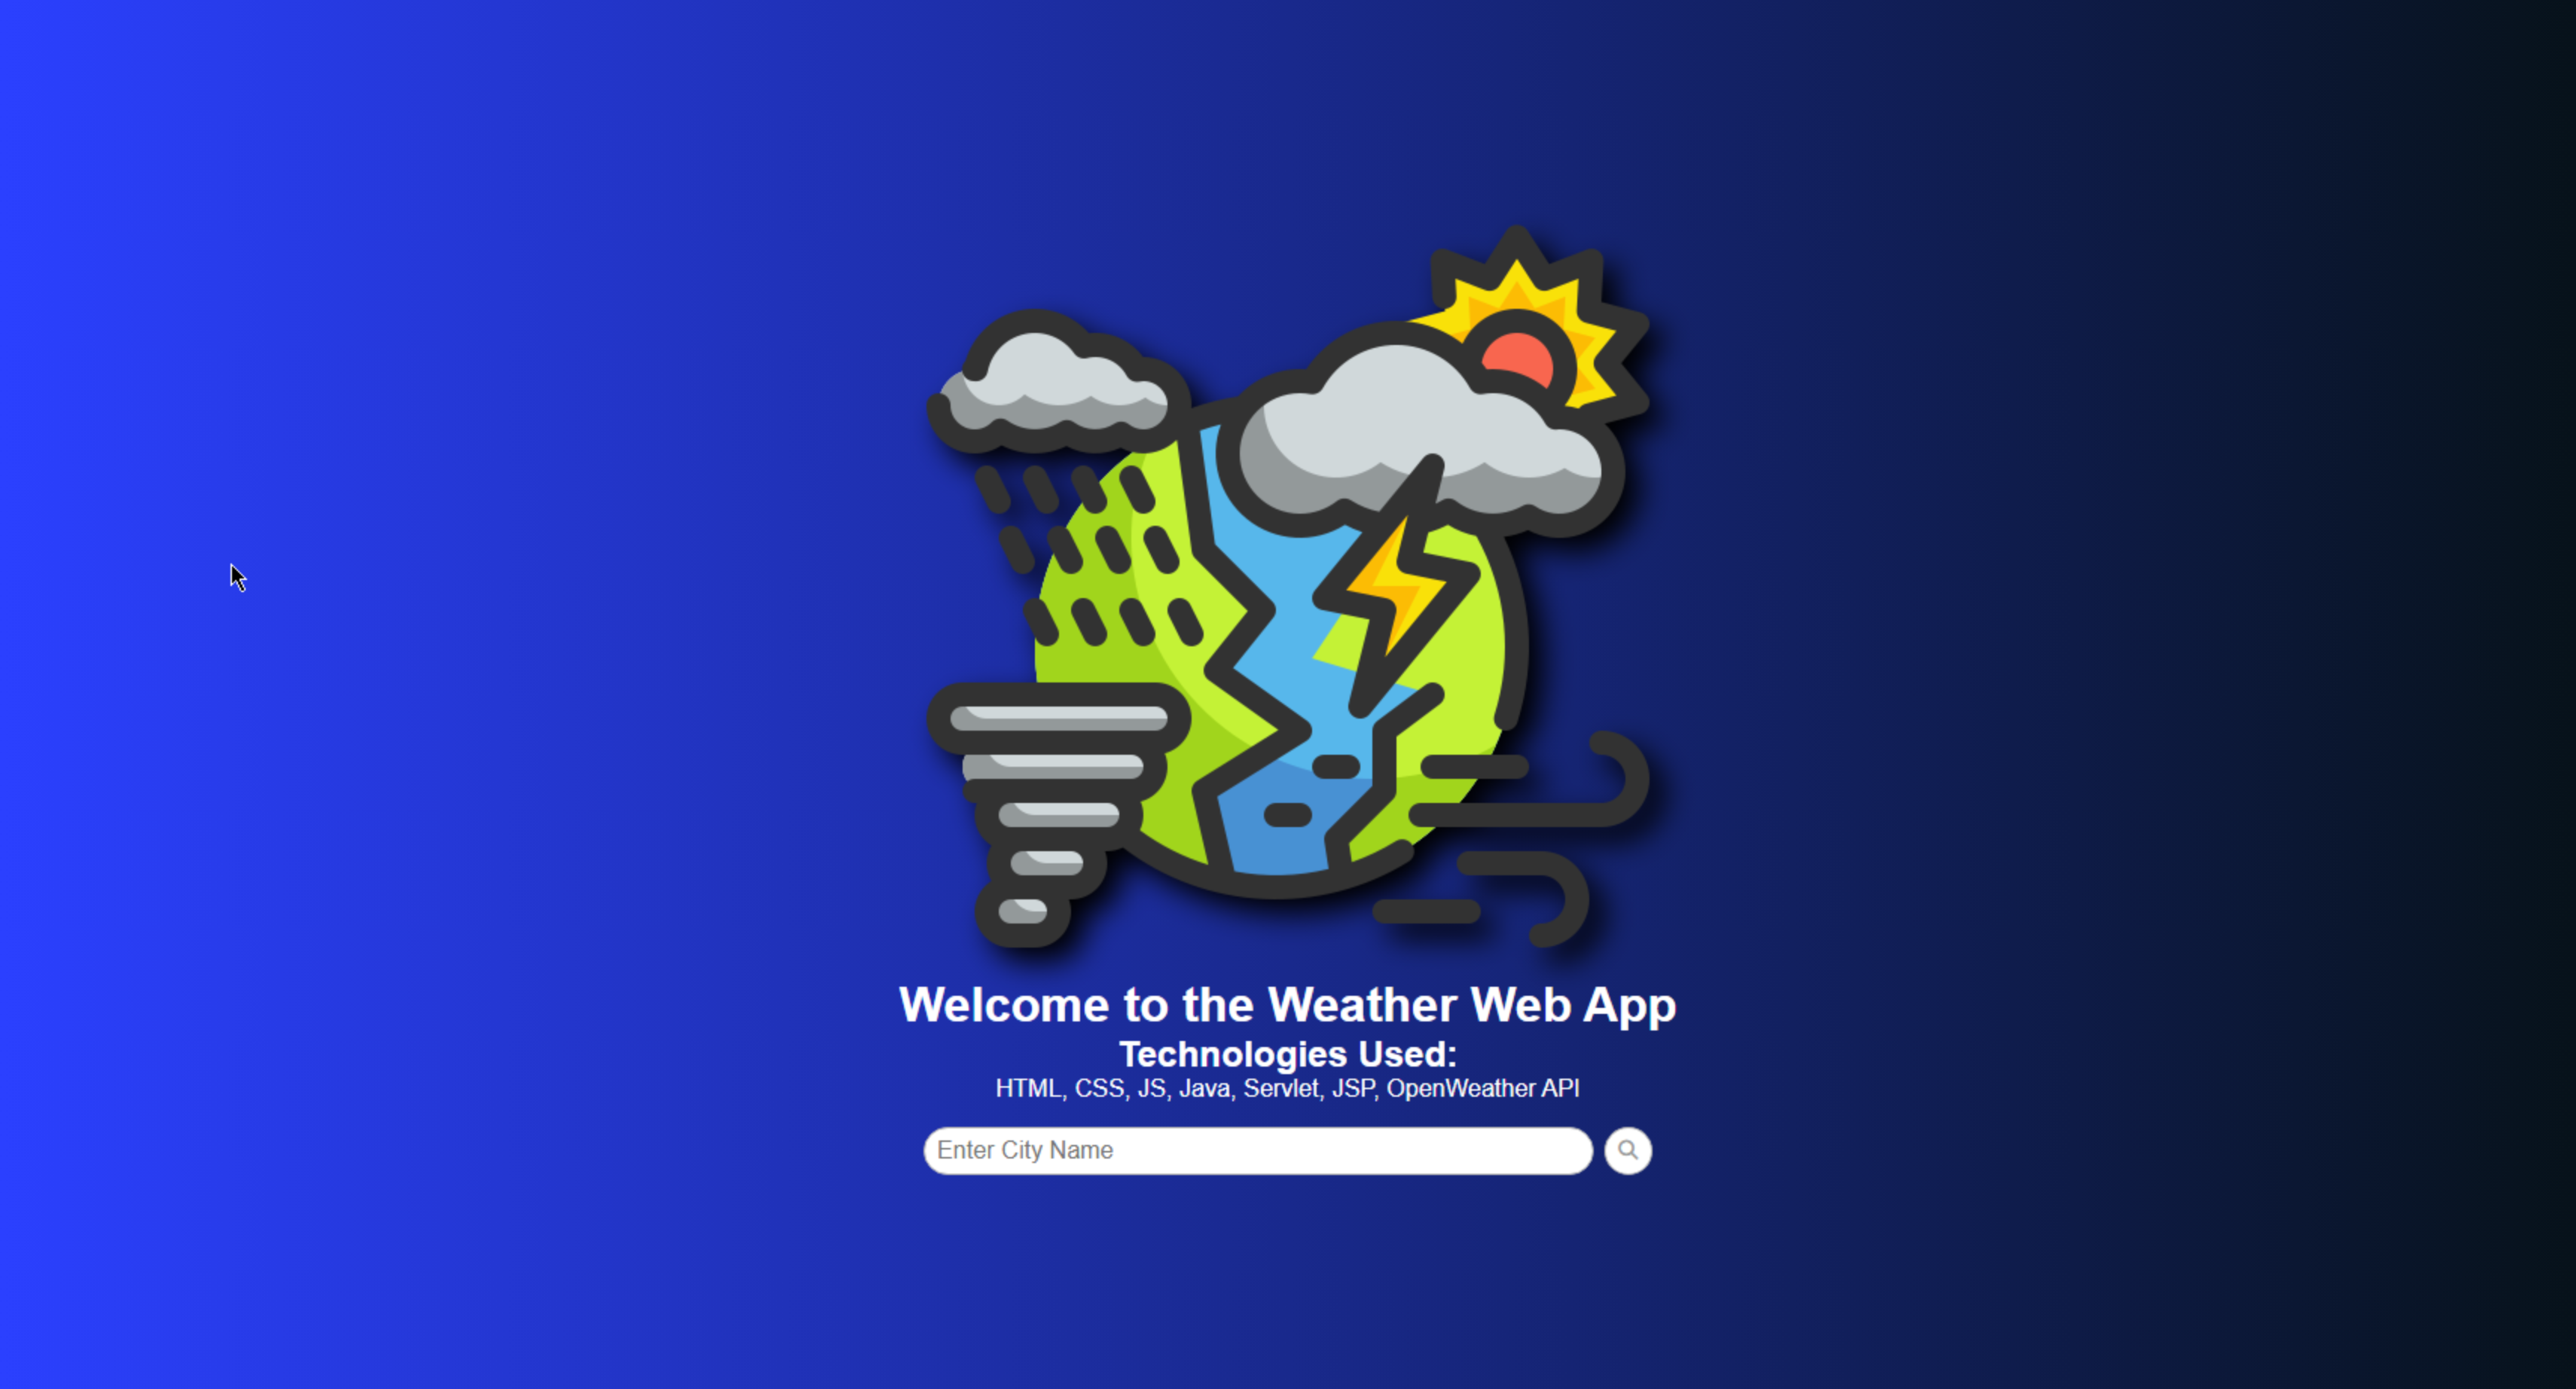 Welcome to the Weather Web App
Technologies Used:
HTML, CSS, JS, Java, Servlet, JSP, OpenWeather API
Enter City Name